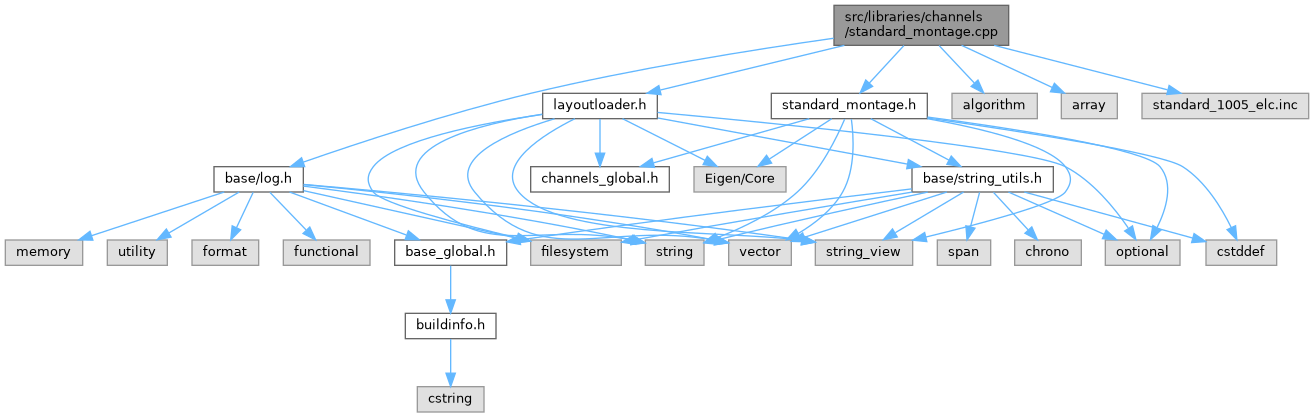 src/libraries/channels
/standard_montage.cpp
layoutloader.h
standard_montage.h
algorithm
array
standard_1005_elc.inc
base/log.h
channels_global.h
Eigen/Core
base/string_utils.h
memory
utility
format
functional
base_global.h
filesystem
string
vector
string_view
span
chrono
optional
cstddef
buildinfo.h
cstring